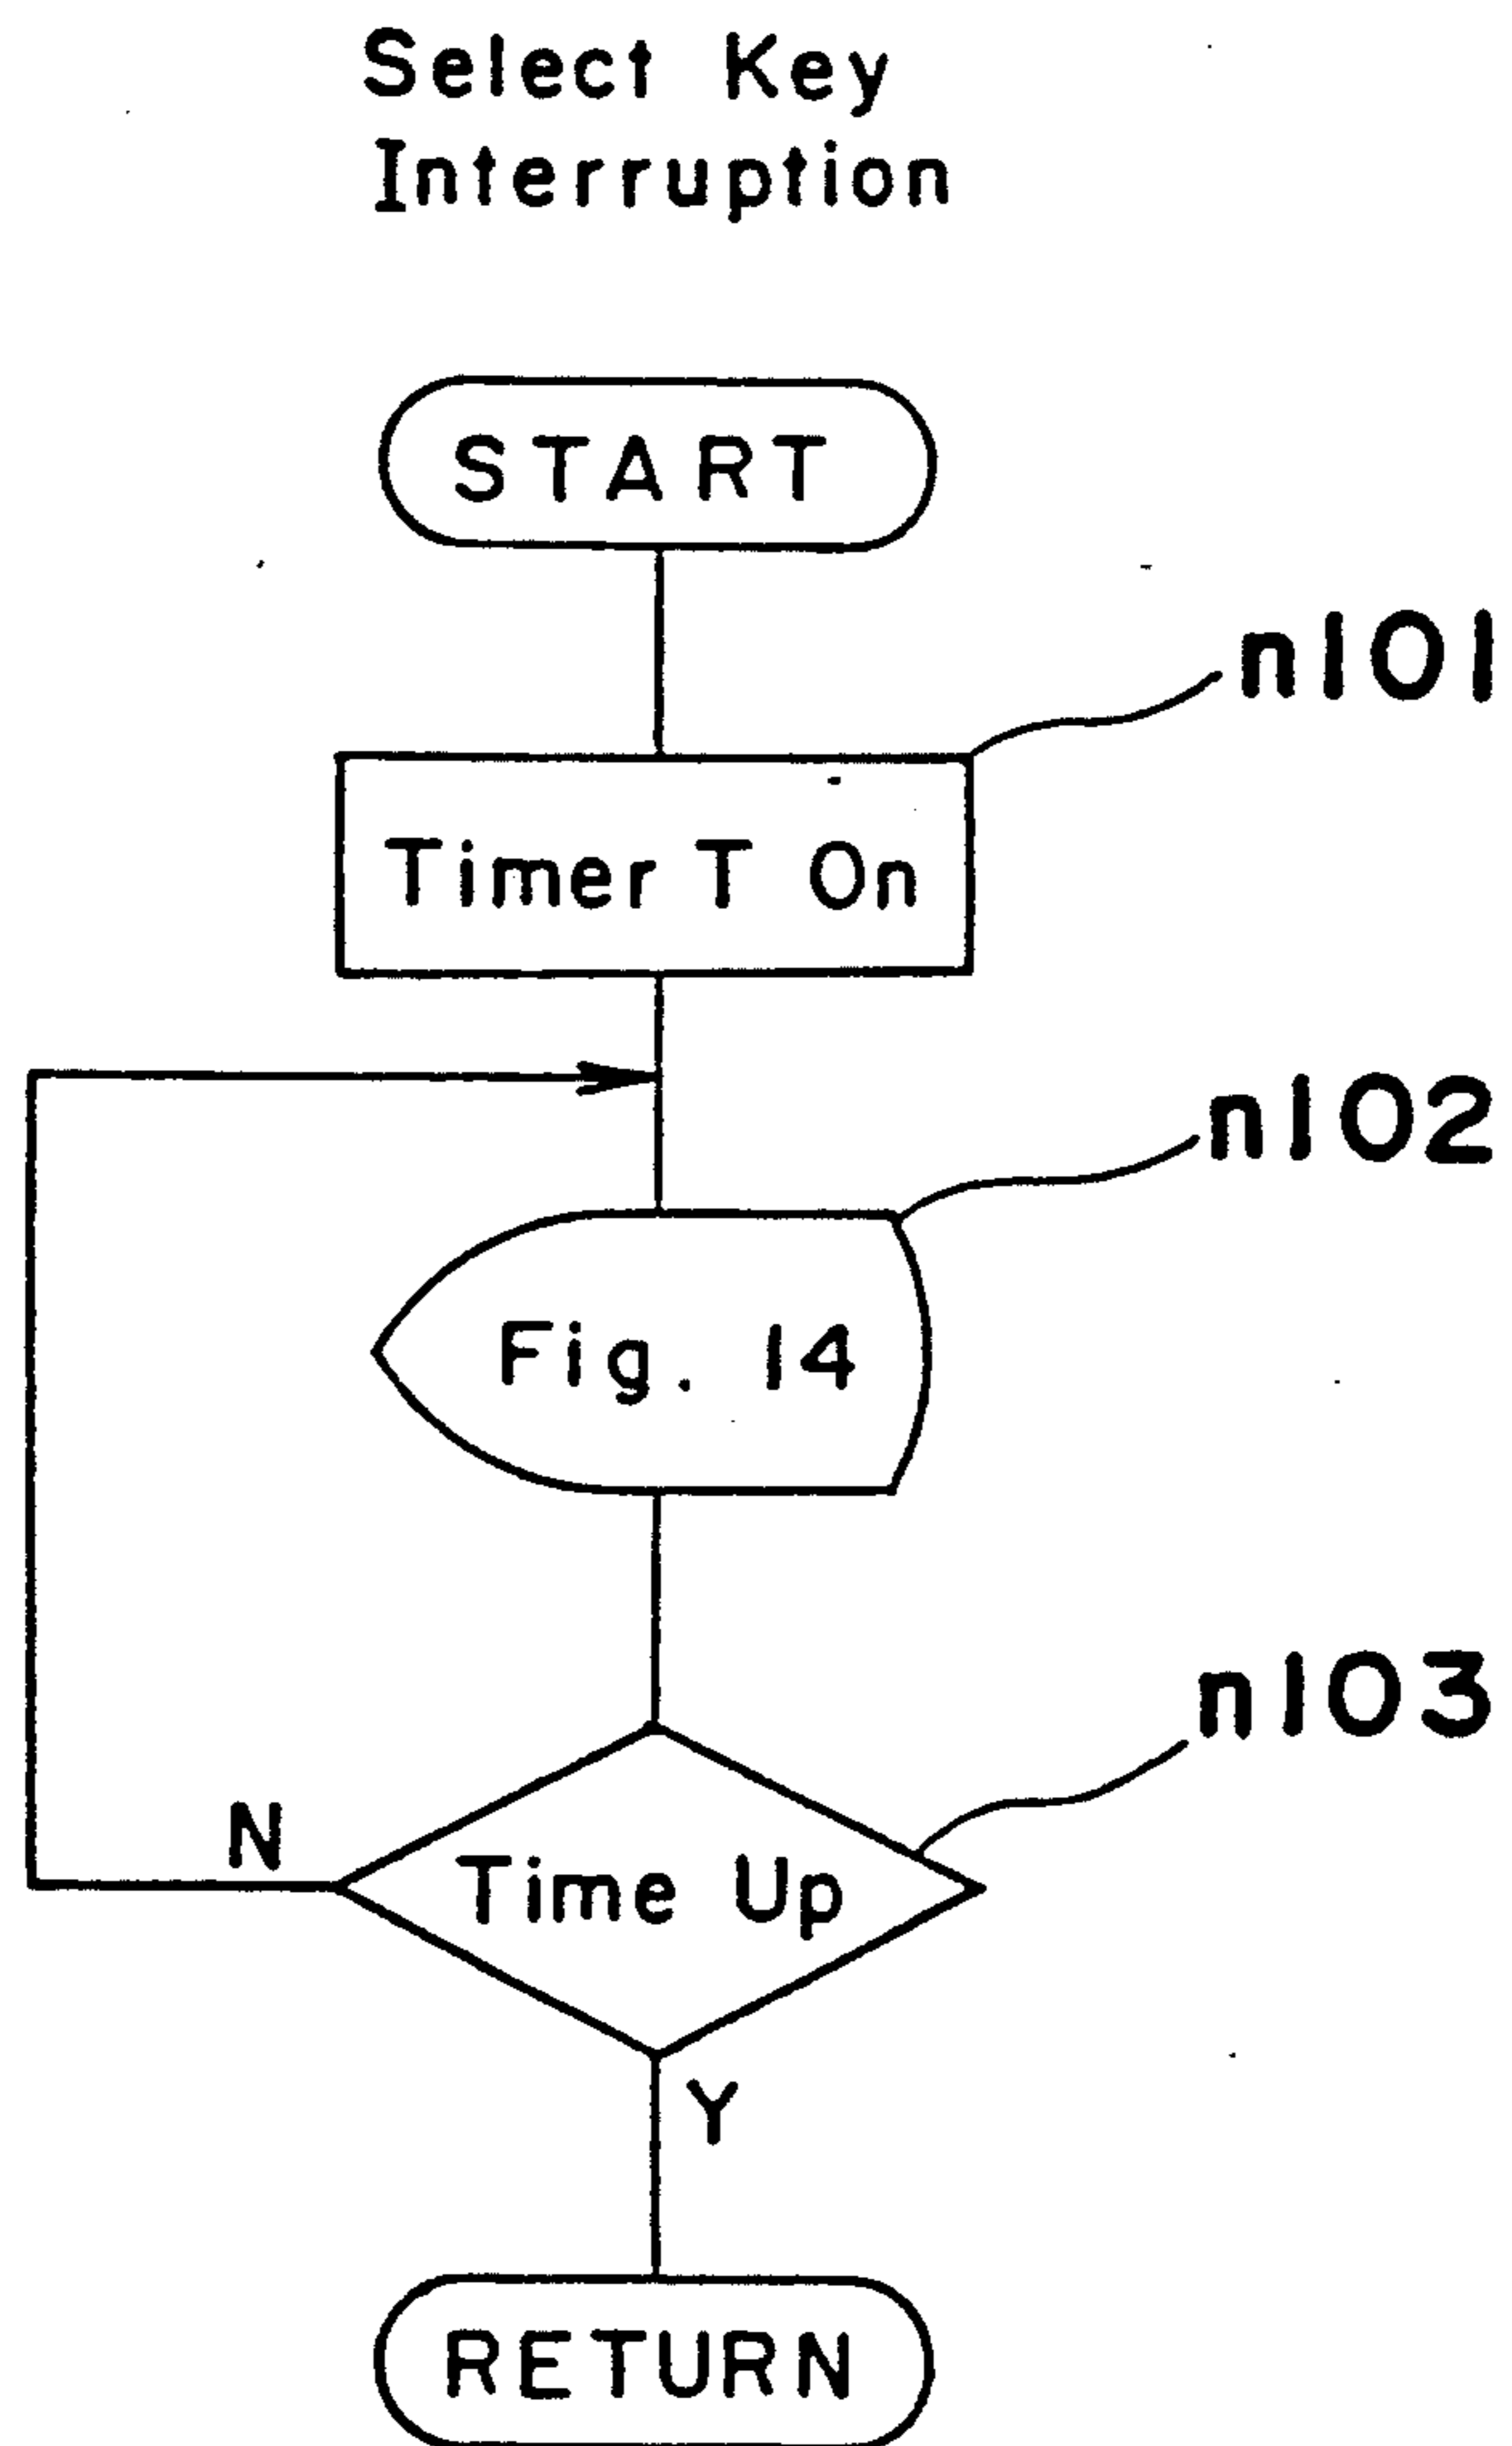 Select Key
Interruption
START
n101
Timer T On
n102
Fig. 14
n103
N
Time Up
Y
RETURN